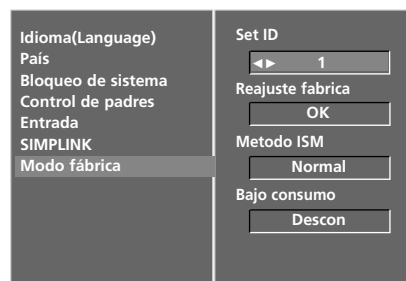 Idioma(Language)
País
Bloqueo de sistema
Control de padres
Entrada
SIMPLINK
Modo fábrica
Set ID
◄► 1
Reajuste fabrica
OK
Metodo ISM
Normal
Bajo consumo
Descon